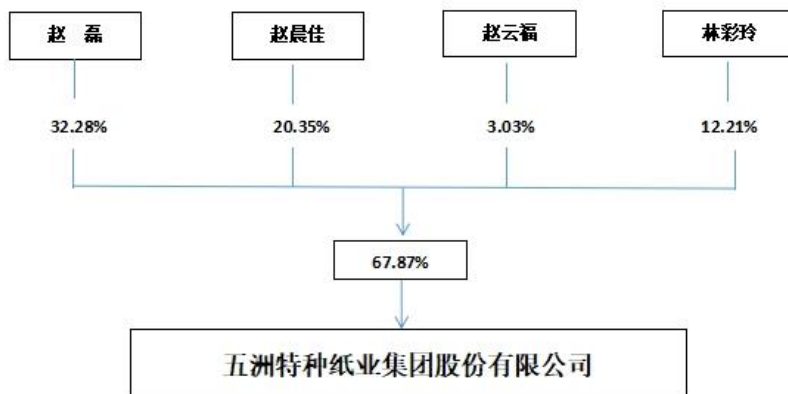 赵 磊 赵晨佳 赵云福 林彩玲
32.28% 20.35% 3.03% 12.21%
67.87%
五洲特种纸业集团股份有限公司